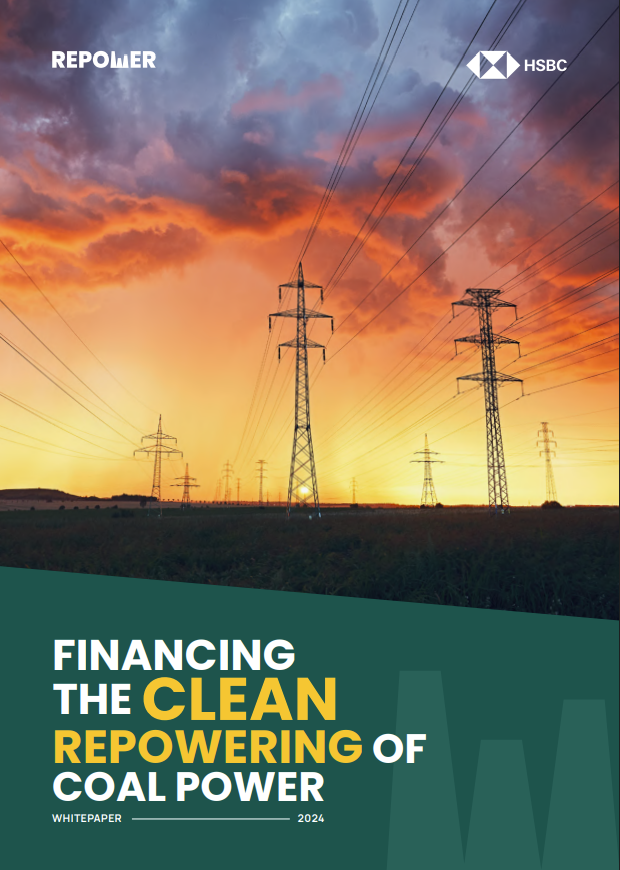 REPOWER
HSBC
FINANCING
THE CLEAN
REPOWERING OF
COAL POWER
WHITEPAPER 2024